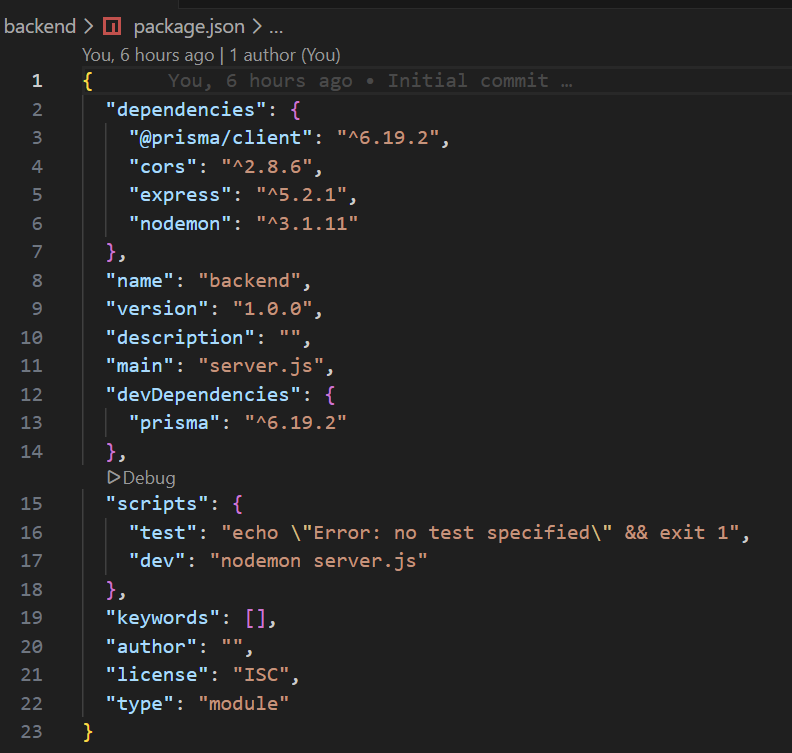 backend > package.json > ...
You, 6 hours ago | 1 author (You)
1 { You, 6 hours ago • Initial commit …
2 "dependencies": {
3 "@prisma/client": "^6.19.2",
4 "cors": "^2.8.6",
5 "express": "^5.2.1",
6 "nodemon": "^3.1.11"
7 },
8 "name": "backend",
9 "version": "1.0.0",
10 "description": "",
11 "main": "server.js",
12 "devDependencies": {
13 "prisma": "^6.19.2"
14 },
Debug
15 "scripts": {
16 "test": "echo \"Error: no test specified\" && exit 1",
17 "dev": "nodemon server.js"
18 },
19 "keywords": [],
20 "author": "",
21 "license": "ISC",
22 "type": "module"
23 }